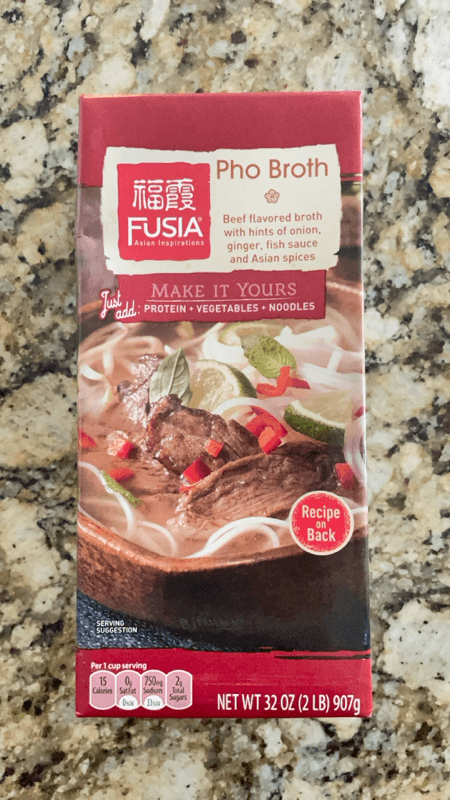 福霞
FUSIA®
Asian Inspirations
Pho Broth
Beef flavored broth
with hints of onion,
ginger, fish sauce
and Asian spices
Just
add:
MAKE IT YOURS
PROTEIN + VEGETABLES + NOODLES
Recipe
on
Back
SERVING
SUGGESTION
Per 1 cup serving
15
Calories
0g
Sat Fat
0% DV
750mg
Sodium
33% DV
2g
Total
Sugars
NET WT 32 OZ (2 LB) 907g